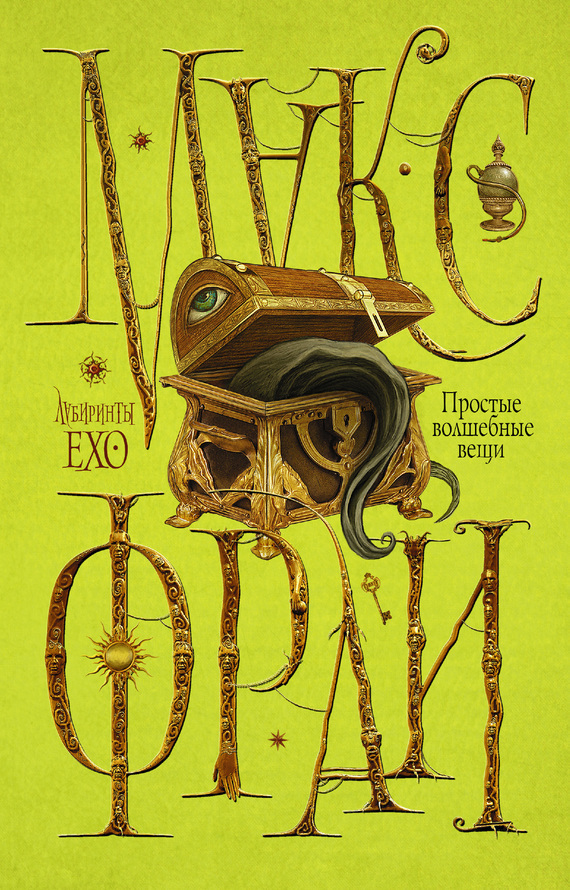 МАКС
Лабиринты
ЕХО
Простые
волшебные
вещи
ФРАЙ